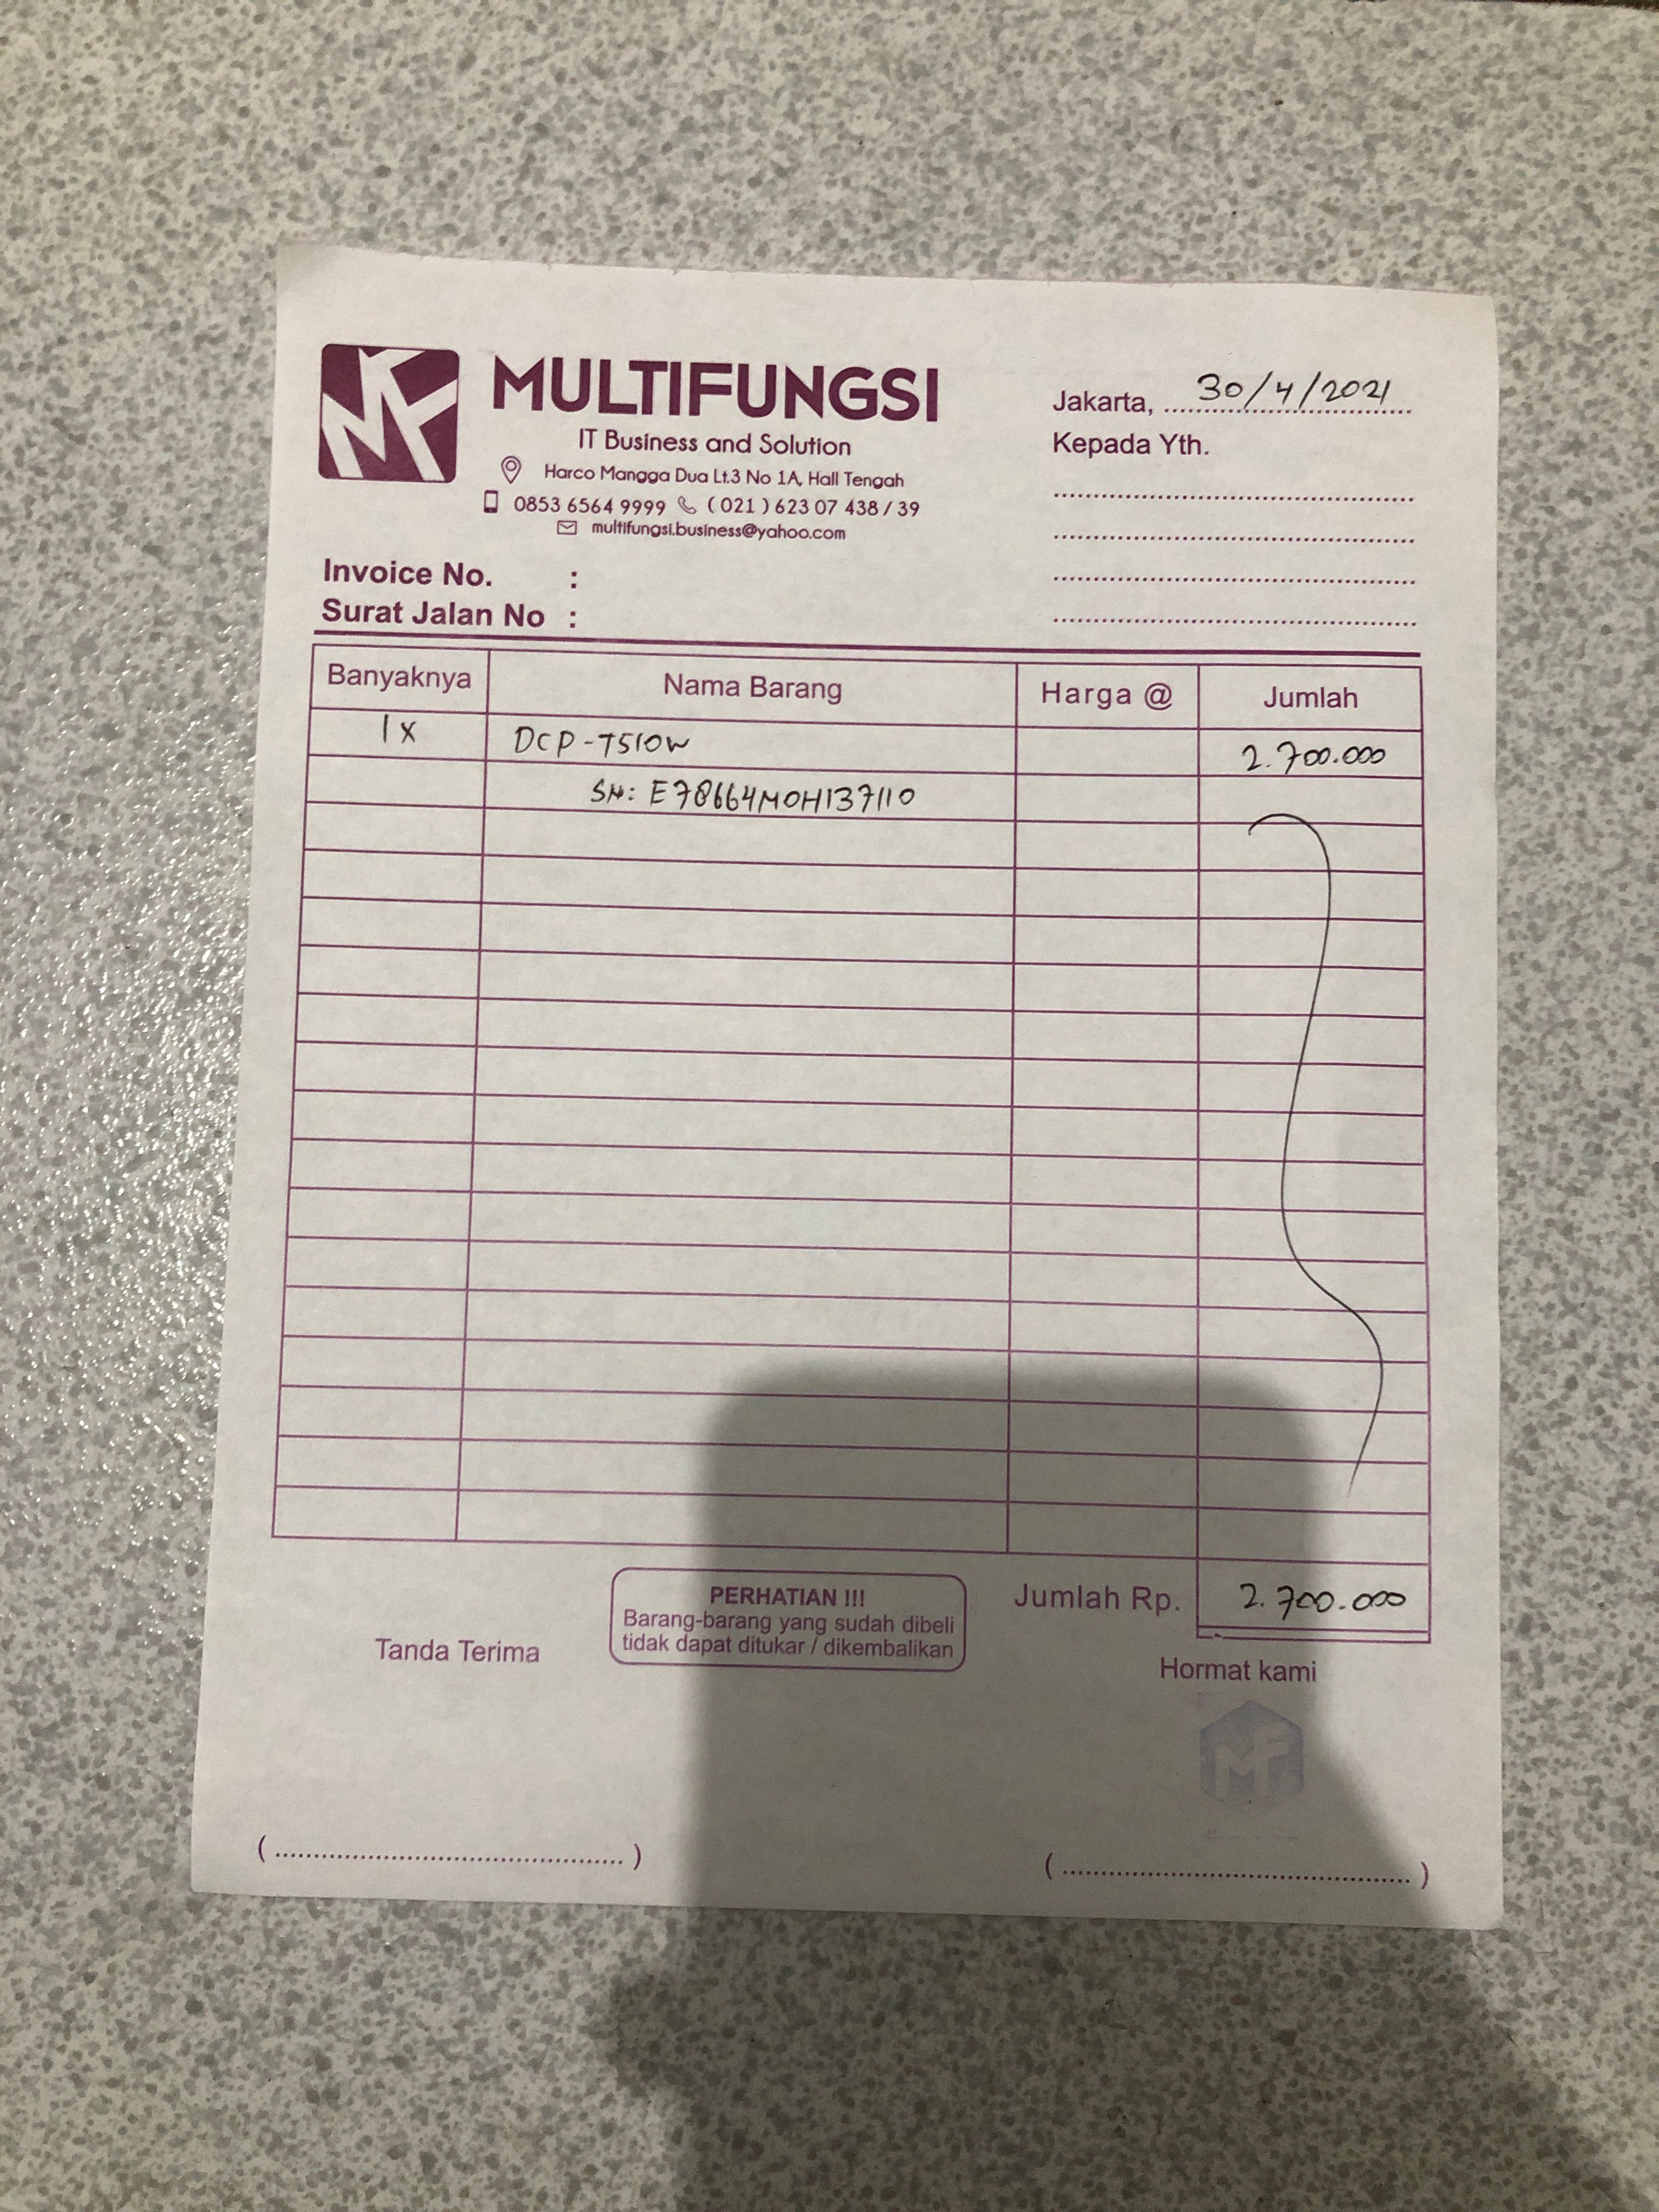 MF
MULTIFUNGSI
IT Business and Solution
Harco Mangga Dua Lt.3 No 1A, Hall Tengah
0853 6564 9999 ( 021 ) 623 07 438 / 39
multifungsi.business@yahoo.com
Jakarta, 30/4/2021
Kepada Yth.
Invoice No. :
Surat Jalan No :
Banyaknya Nama Barang Harga @ Jumlah
1x DCP-T510W 2.700.000
SN: E78664M0H137110
Jumlah Rp. 2.700.000
PERHATIAN !!!
Barang-barang yang sudah dibeli
tidak dapat ditukar / dikembalikan
Tanda Terima
Hormat kami
MF